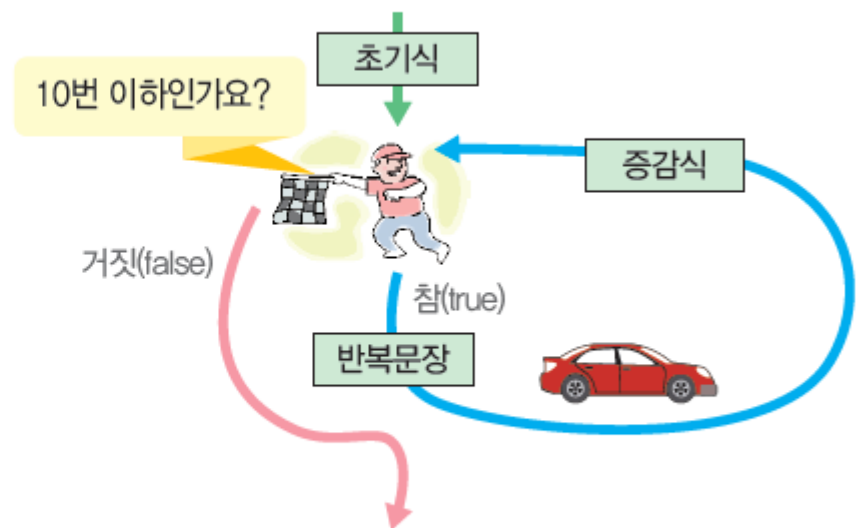 초기식
10번 이하인가요?
증감식
거짓(false)
참(true)
반복문장